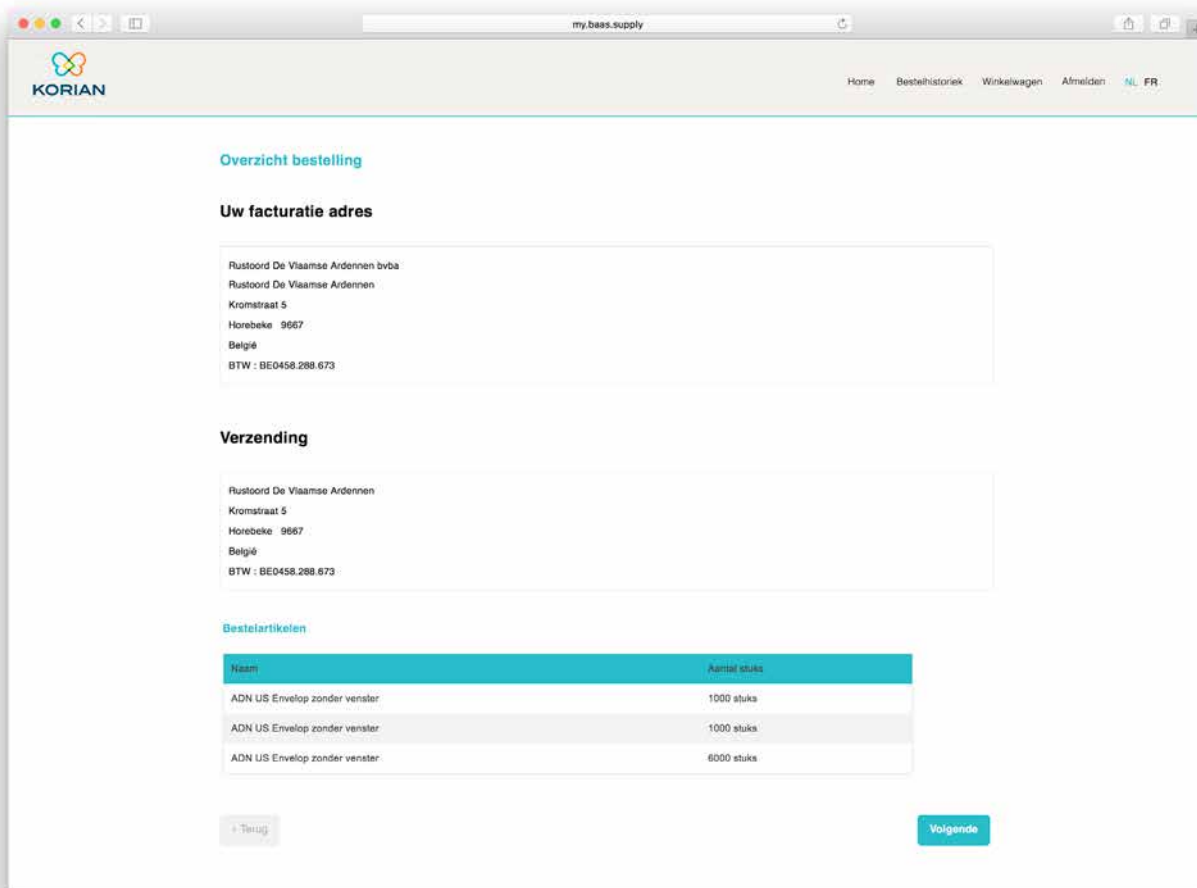 my.baas.supply
KORIAN
Home Bestelhistoriek Winkelwagen Afmelden NL FR
Overzicht bestelling
Uw facturatie adres
Rustoord De Vlaamse Ardennen bvba
Rustoord De Vlaamse Ardennen
Kromstraat 5
Horebeke 9667
België
BTW : BE0458.288.673
Verzending
Rustoord De Vlaamse Ardennen
Kromstraat 5
Horebeke 9667
België
BTW : BE0458.288.673
Bestelartikelen
Naam Aantal stuks
ADN US Envelop zonder venster 1000 stuks
ADN US Envelop zonder venster 1000 stuks
ADN US Envelop zonder venster 6000 stuks
Terug Volgende